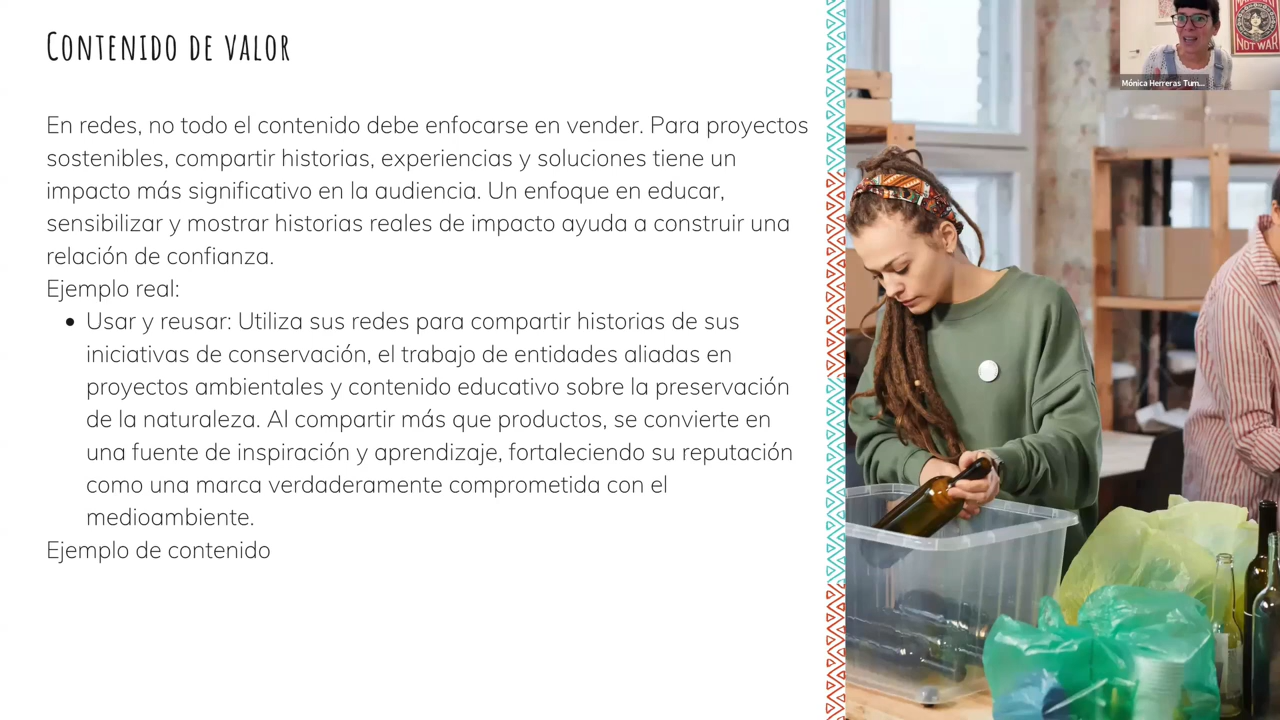 Contenido de valor
En redes, no todo el contenido debe enfocarse en vender. Para proyectos
sostenibles, compartir historias, experiencias y soluciones tiene un
impacto más significativo en la audiencia. Un enfoque en educar,
sensibilizar y mostrar historias reales de impacto ayuda a construir una
relación de confianza.
Ejemplo real:
• Usar y reusar: Utiliza sus redes para compartir historias de sus
iniciativas de conservación, el trabajo de entidades aliadas en
proyectos ambientales y contenido educativo sobre la preservación
de la naturaleza. Al compartir más que productos, se convierte en
una fuente de inspiración y aprendizaje, fortaleciendo su reputación
como una marca verdaderamente comprometida con el
medioambiente.
Ejemplo de contenido
NOT WAR
Mónica Herreras Tum...